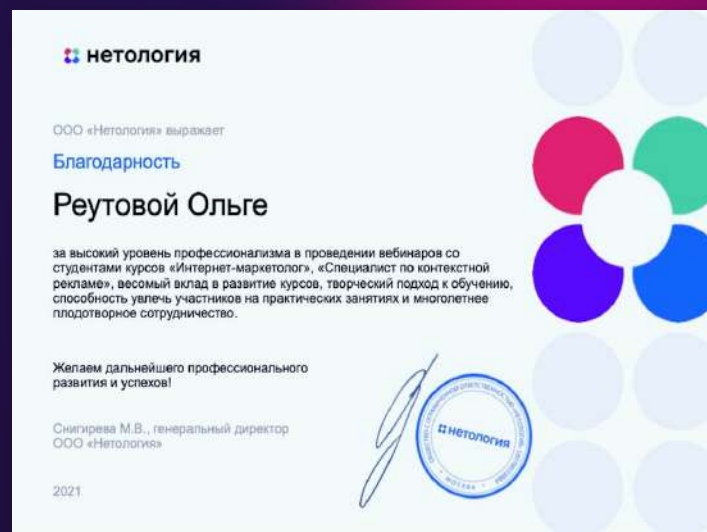 нетология
ООО «Нетология» выражает
Благодарность
Реутовой Ольге
за высокий уровень профессионализма в проведении вебинаров со
студентами курсов «Интернет-маркетолог», «Специалист по контекстной
рекламе», весомый вклад в развитие курсов, творческий подход к обучению,
способность увлечь участников на практических занятиях и многолетнее
плодотворное сотрудничество.
Желаем дальнейшего профессионального
развития и успехов!
Снигирева М.В., генеральный директор
ООО «Нетология»
2021
нетология
МОСКВА